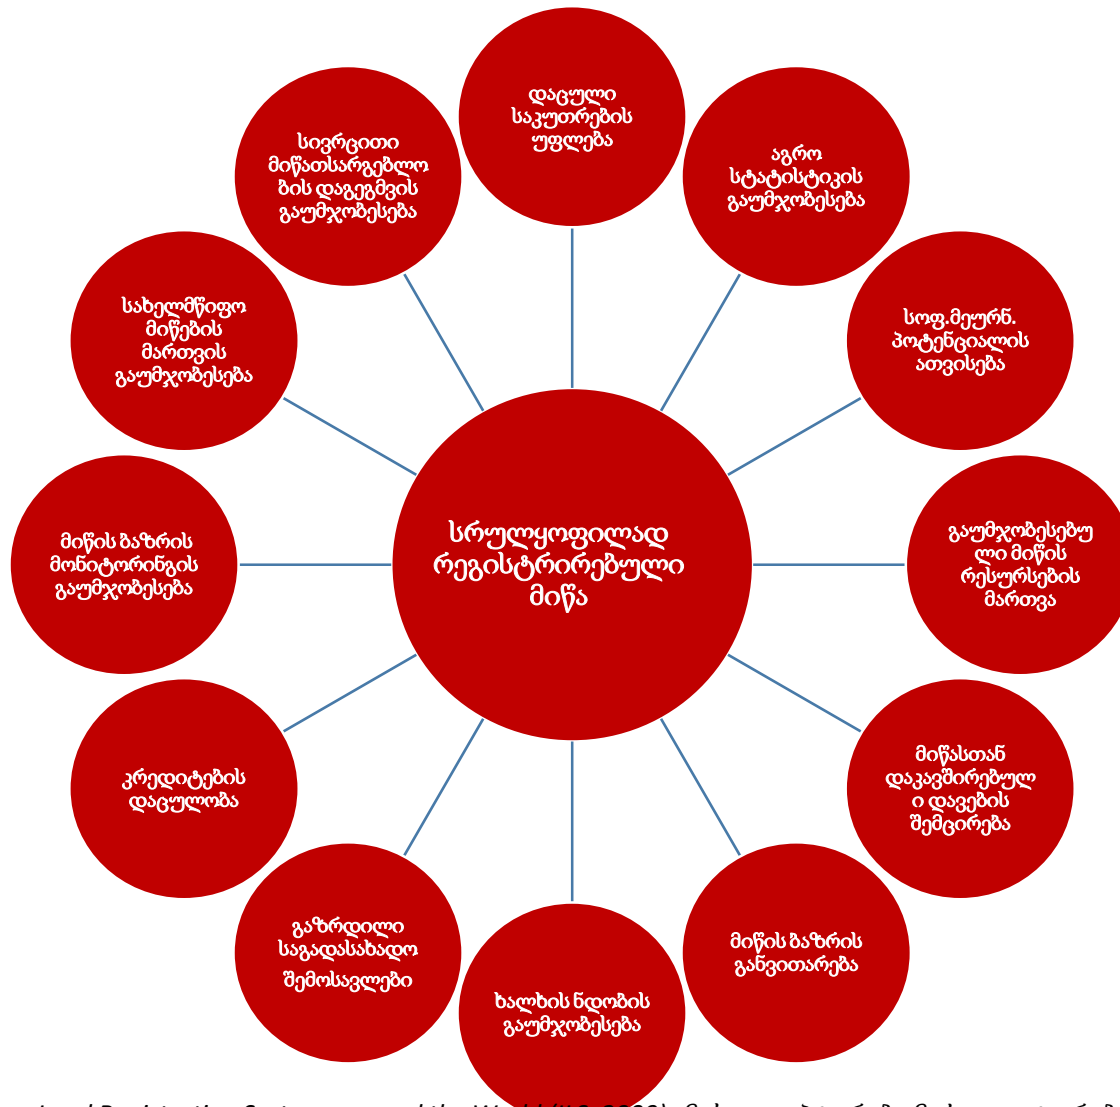 დაცული
საკუთრების
უფლება
აგრო
სტატისტიკის
გაუმჯობესება
სოფ.მეურნ.
პოტენციალის
ათვისება
გაუმჯობესებუ
ლი მიწის
რესურსების
მართვა
მიწასთან
დაკავშირებულ
ი დავების
შემცირება
მიწის ბაზრის
განვითარება
ხალხის ნდობის
გაუმჯობესება
გაზრდილი
საგადასახადო
შემოსავლები
კრედიტების
დაცულობა
მიწის ბაზრის
მონიტორინგის
გაუმჯობესება
სახელმწიფო
მიწების
მართვის
გაუმჯობესება
სივრცითი
მიწათსარგებლო
ბის დაგეგმვის
გაუმჯობესება
სრულყოფილად
რეგისტრირებული
მიწა